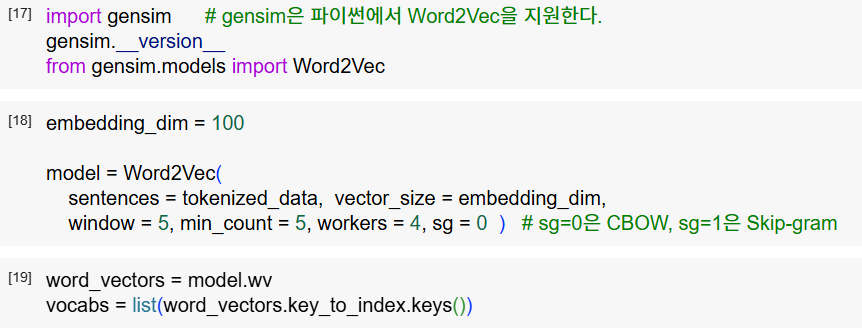 [17] import gensim # gensim은 파이썬에서 Word2Vec을 지원한다.
gensim.__version__
from gensim.models import Word2Vec
[18] embedding_dim = 100
model = Word2Vec(
sentences = tokenized_data, vector_size = embedding_dim,
window = 5, min_count = 5, workers = 4, sg = 0 ) # sg=0은 CBOW, sg=1은 Skip-gram
[19] word_vectors = model.wv
vocabs = list(word_vectors.key_to_index.keys())